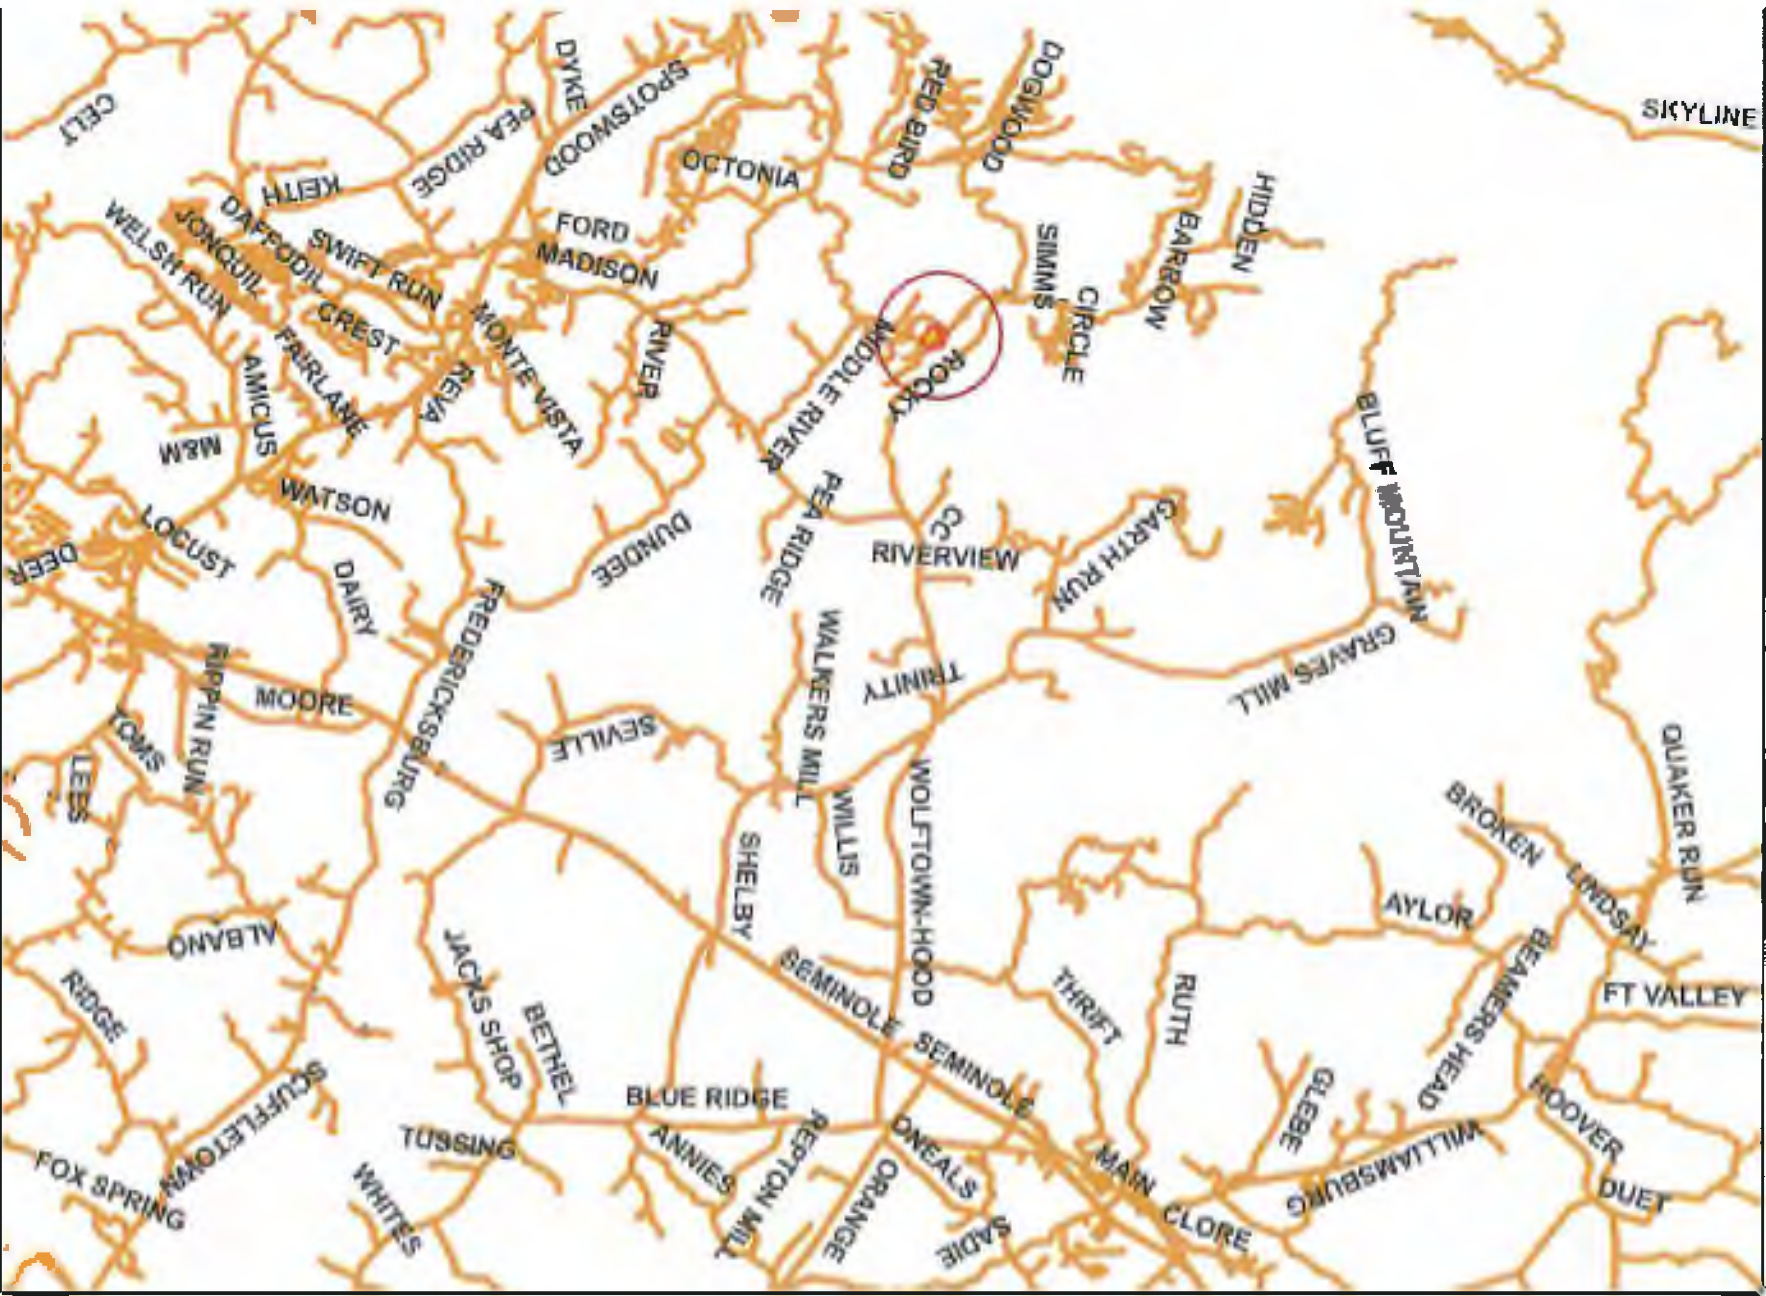 DYKE
SPOTSWOOD
RED BIRD
DOGWOOD
SKYLINE
CELT
PEA RIDGE
KEITH
OCTONIA
HIDDEN
WELSH RUN
JONQUIL
DAFFODIL
SWIFT RUN
FORD
MADISON
SIMMS
BARROW
CREST
FAIRLANE
MONTE VISTA
RIVER
MIDDLE RIVER
ROCKY
CIRCLE
AMICUS
KEVA
M&M
WATSON
LOCUST
DEER
DAIRY
DUNDEE
PEA RIDGE
CC
RIVERVIEW
GARTH RUN
BLUFF MOUNTAIN
FREDERICKSBURG
RIPPIN RUN
MOORE
TOMS
LEES
SEVILLE
WALKERS MILL
TRINITY
GRAVES MILL
QUAKER RUN
WILLIS
WOLFTOWN-HOOD
SHELBY
BROKEN
LINDSAY
AYLOR
ALBANO
JACKS SHOP
SEMINOLE
BEAMERS HEAD
FT VALLEY
RIDGE
BETHEL
THRIFT
RUTH
SEMINOLE
SCUFFLETOWN
BLUE RIDGE
GLEBE
HOOVER
TUSSING
ANNIES
REPTON MILL
ONEALS
MAIN
WILLIAMSBURG
FOX SPRING
WHITES
ORANGE
SADIE
CLORE
DUET